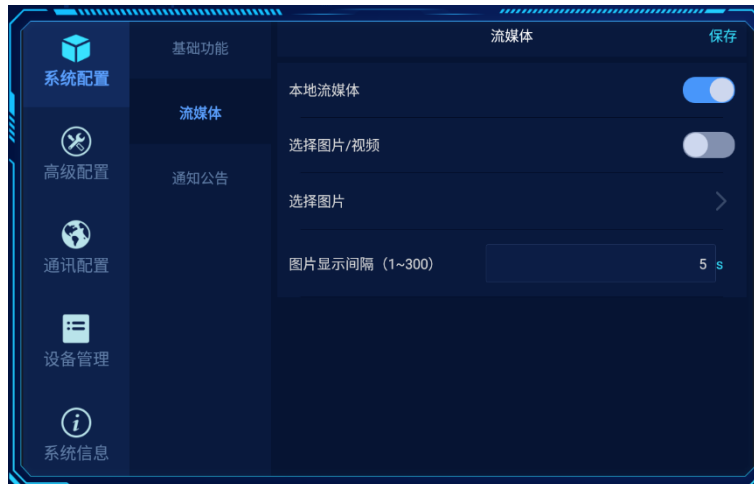 系统配置
高级配置
通讯配置
设备管理
系统信息
基础功能
流媒体
通知公告
流媒体
保存
本地流媒体
选择图片/视频
选择图片
图片显示间隔（1~300）
5 s